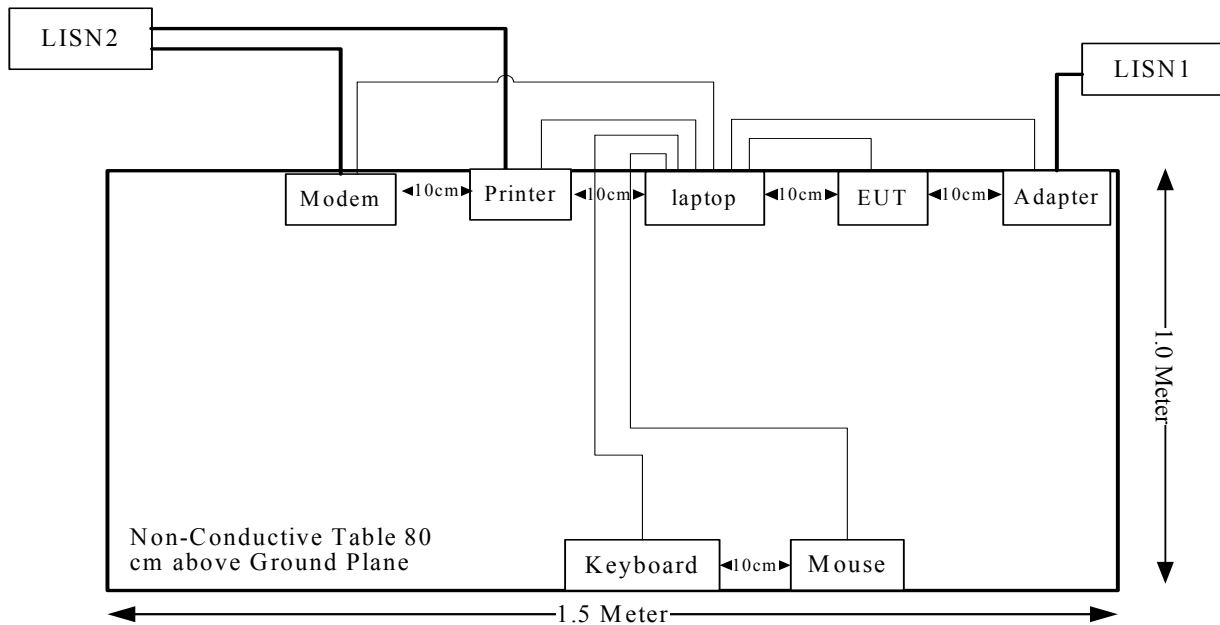 LISN2
LISN1
Modem
10cm
Printer
10cm
laptop
10cm
EUT
10cm
Adapter
1.0 Meter
Non-Conductive Table 80
cm above Ground Plane
Keyboard
10cm
Mouse
1.5 Meter